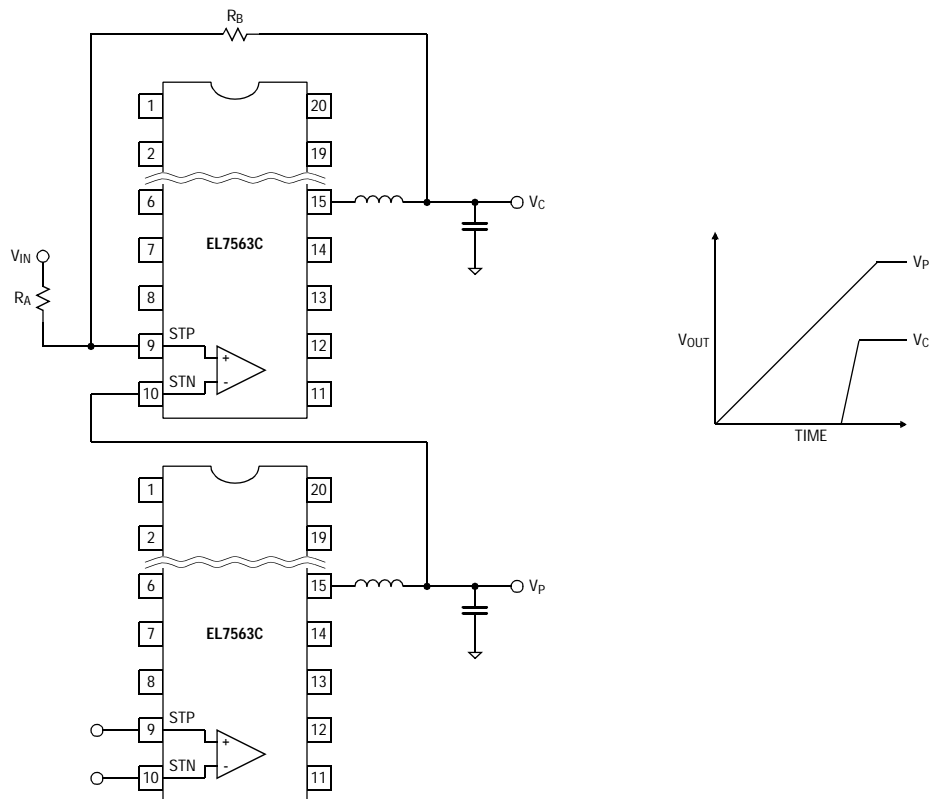 RB
1
20
2
19
6
15
VC
7
EL7563C
14
VIN
8
13
RA
9
STP
+
12
10
STN
-
11
VP
VOUT
VC
TIME
1
20
2
19
6
15
VP
7
EL7563C
14
8
13
9
STP
+
12
10
STN
-
11